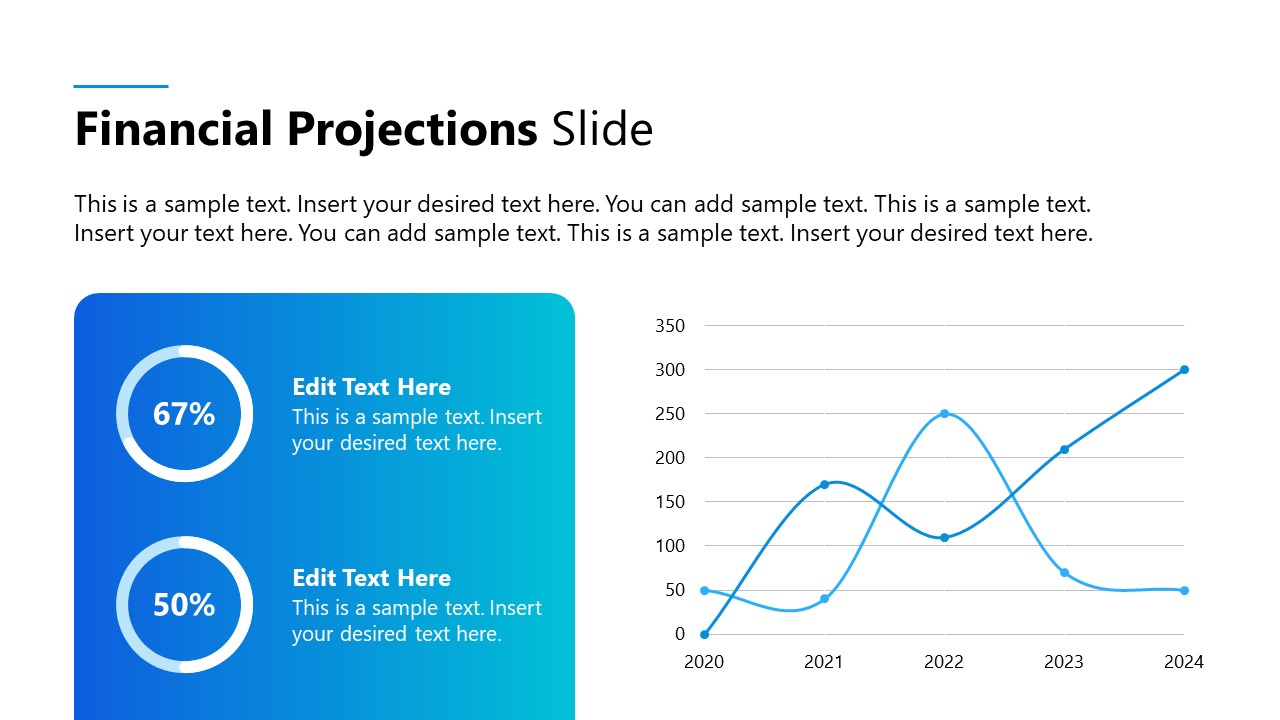 Financial Projections Slide
This is a sample text. Insert your desired text here. You can add sample text. This is a sample text.
Insert your text here. You can add sample text. This is a sample text. Insert your desired text here.
67%
Edit Text Here
This is a sample text. Insert
your desired text here.
50%
Edit Text Here
This is a sample text. Insert
your desired text here.
350
300
250
200
150
100
50
0
2020 2021 2022 2023 2024